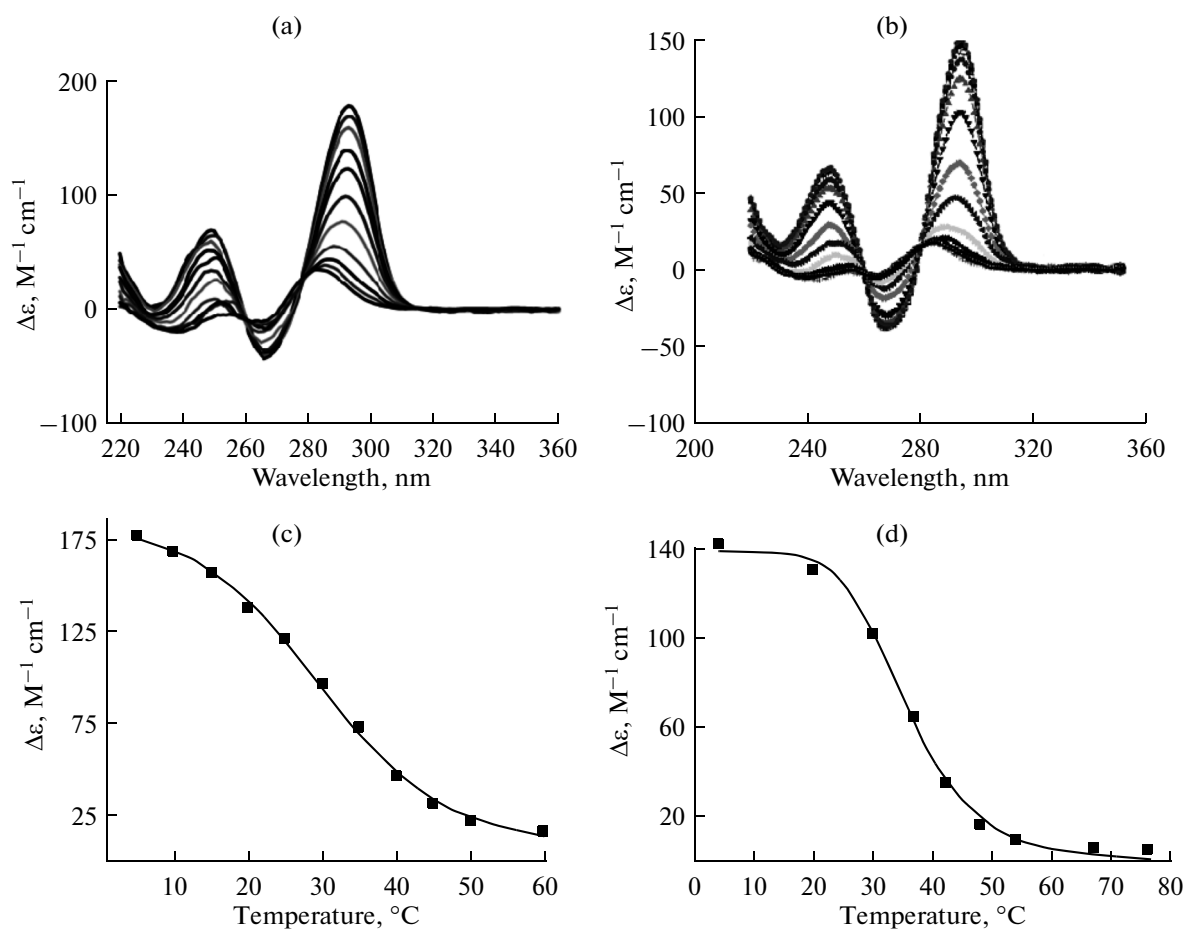 (a)
Δε, M−1 cm−1
200
100
0
−100
220 240 260 280 300 320 340 360
Wavelength, nm
(b)
Δε, M−1 cm−1
150
100
50
0
−50
−100
200 240 280 320 360
Wavelength, nm
(c)
Δε, M−1 cm−1
175
125
75
25
10 20 30 40 50 60
Temperature, °C
(d)
Δε, M−1 cm−1
140
100
60
20
0 10 20 30 40 50 60 70 80
Temperature, °C